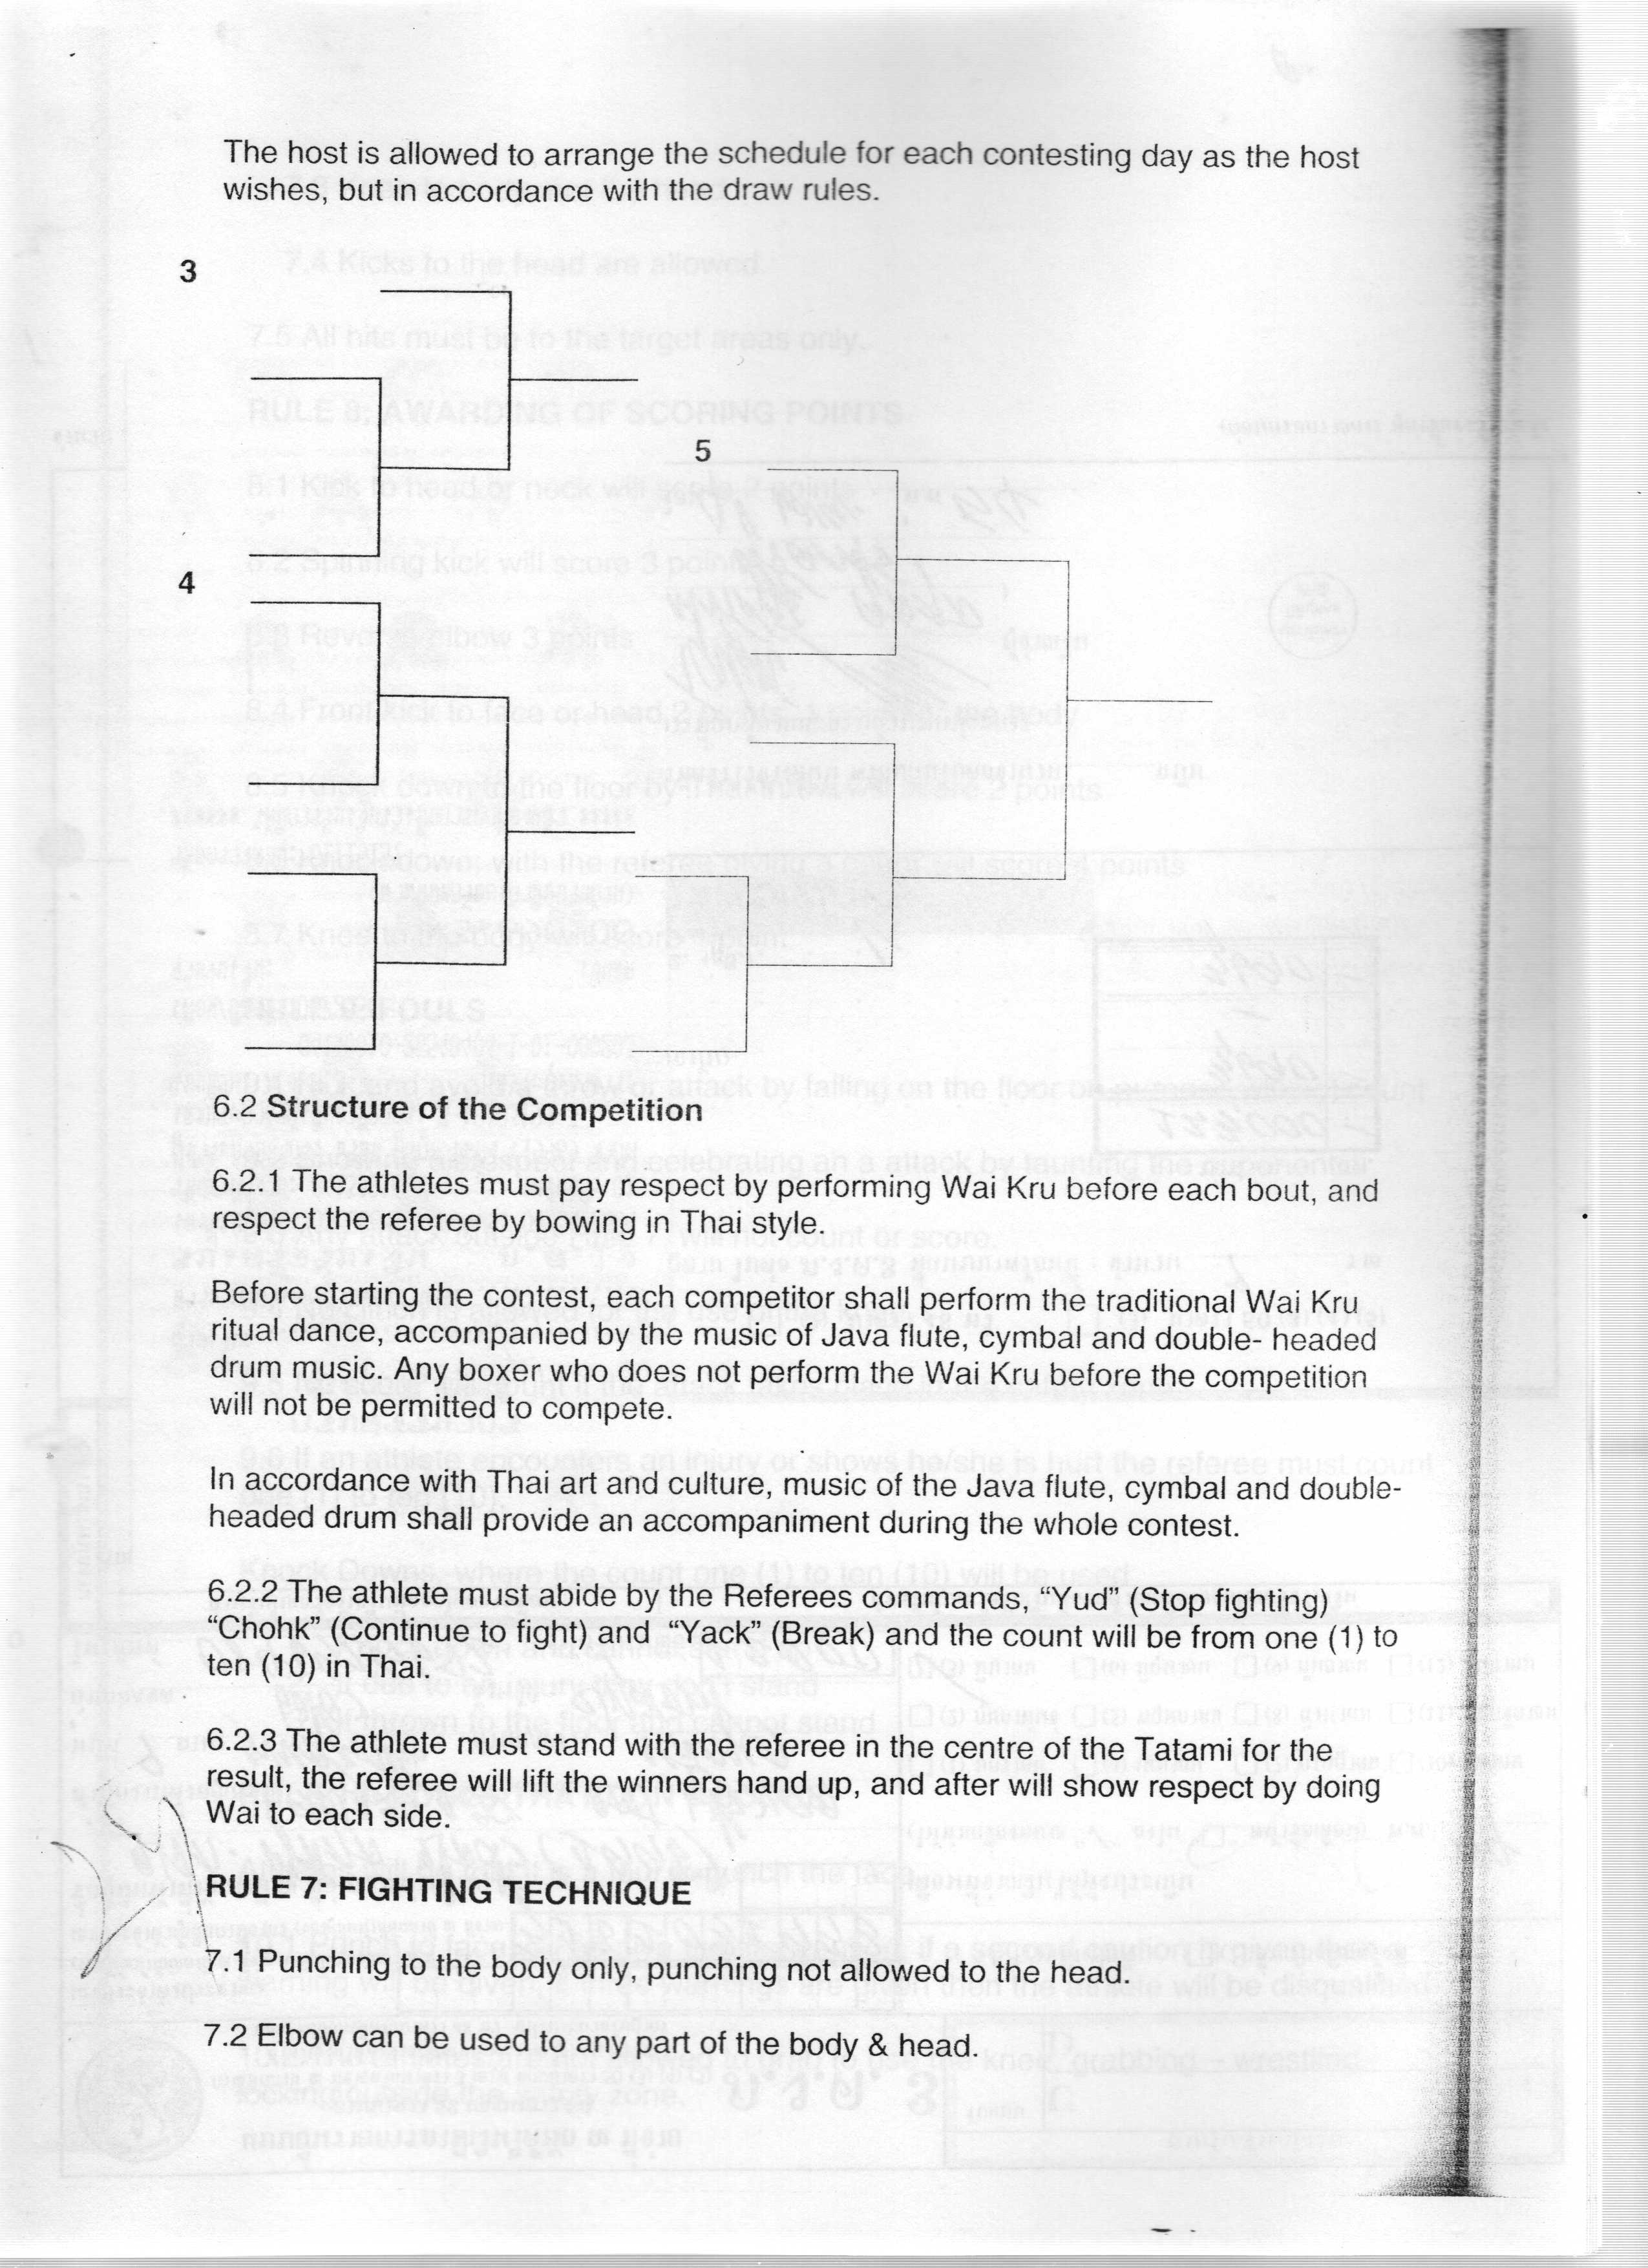 The host is allowed to arrange the schedule for each contesting day as the host
wishes, but in accordance with the draw rules.
3
5
4
6.2 Structure of the Competition
6.2.1 The athletes must pay respect by performing Wai Kru before each bout, and
respect the referee by bowing in Thai style.
Before starting the contest, each competitor shall perform the traditional Wai Kru
ritual dance, accompanied by the music of Java flute, cymbal and double- headed
drum music. Any boxer who does not perform the Wai Kru before the competition
will not be permitted to compete.
In accordance with Thai art and culture, music of the Java flute, cymbal and double-
headed drum shall provide an accompaniment during the whole contest.
6.2.2 The athlete must abide by the Referees commands, “Yud” (Stop fighting)
“Chohk” (Continue to fight) and “Yack” (Break) and the count will be from one (1) to
ten (10) in Thai.
6.2.3 The athlete must stand with the referee in the centre of the Tatami for the
result, the referee will lift the winners hand up, and after will show respect by doing
Wai to each side.
RULE 7: FIGHTING TECHNIQUE
7.1 Punching to the body only, punching not allowed to the head.
7.2 Elbow can be used to any part of the body & head.